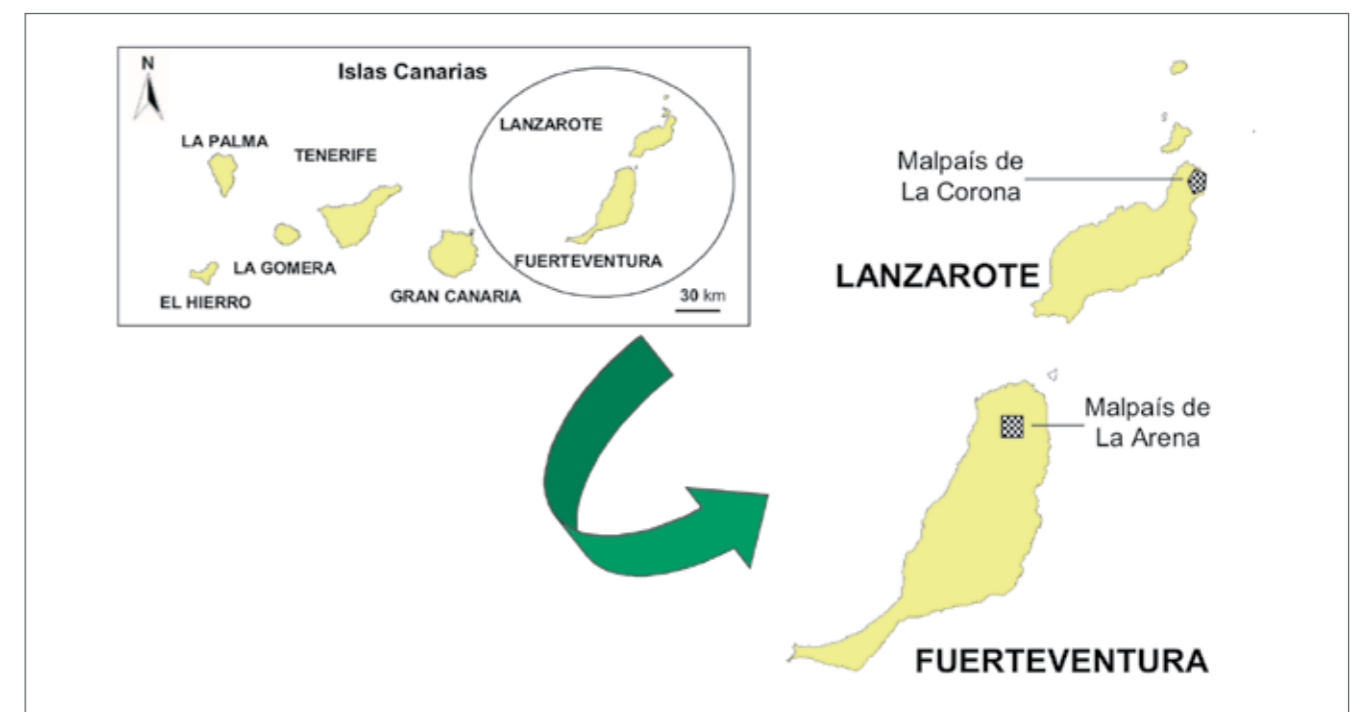 N
Islas Canarias
LANZAROTE
LA PALMA
TENERIFE
FUERTEVENTURA
LA GOMERA
GRAN CANARIA
EL HIERRO
30 km
Malpaís de
La Corona
LANZAROTE
Malpaís de
La Arena
FUERTEVENTURA